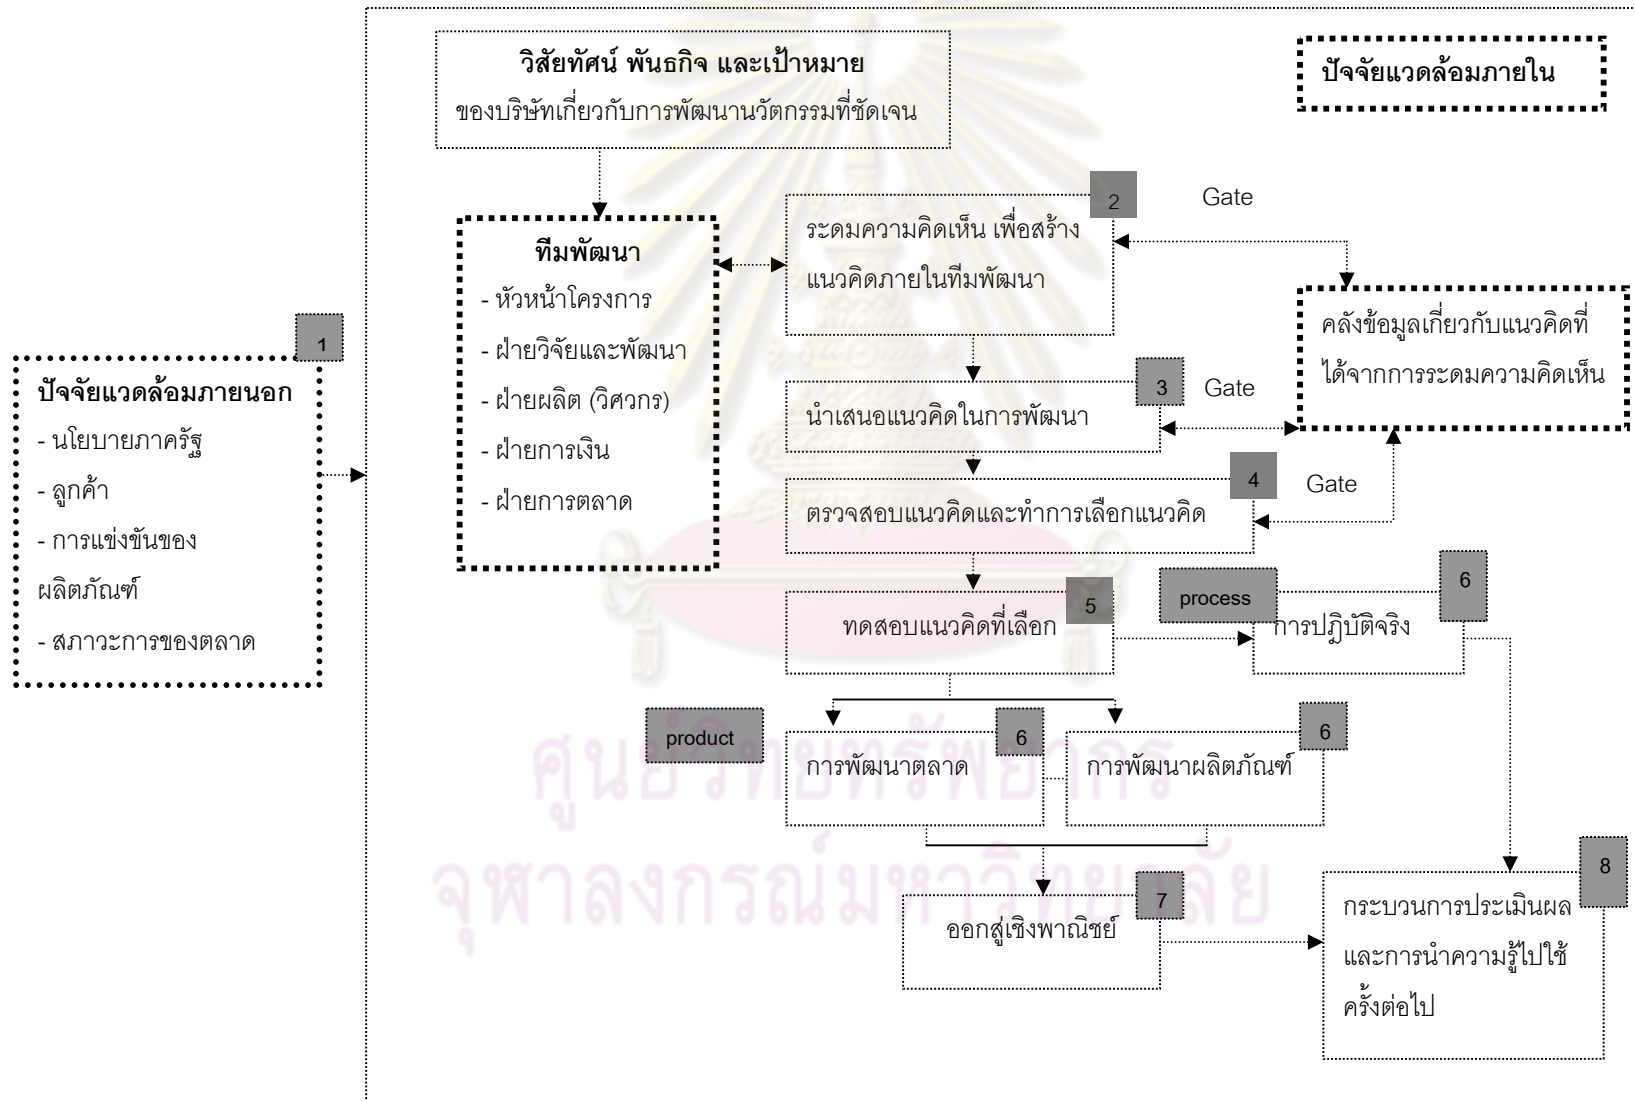 วิสัยทัศน์ พันธกิจ และเป้าหมาย
ของบริษัทเกี่ยวกับการพัฒนานวัตกรรมที่ชัดเจน
ปัจจัยแวดล้อมภายใน
1
ปัจจัยแวดล้อมภายนอก
- นโยบายภาครัฐ
- ลูกค้า
- การแข่งขันของ
ผลิตภัณฑ์
- สภาวะการของตลาด
ทีมพัฒนา
- หัวหน้าโครงการ
- ฝ่ายวิจัยและพัฒนา
- ฝ่ายผลิต (วิศวกร)
- ฝ่ายการเงิน
- ฝ่ายการตลาด
2
Gate
ระดมความคิดเห็น เพื่อสร้าง
แนวคิดภายในทีมพัฒนา
คลังข้อมูลเกี่ยวกับแนวคิดที่
ได้จากการระดมความคิดเห็น
3
Gate
นำเสนอแนวคิดในการพัฒนา
4
Gate
ตรวจสอบแนวคิดและทำการเลือกแนวคิด
5
ทดสอบแนวคิดที่เลือก
process
6
การปฏิบัติจริง
product
6
การพัฒนาตลาด
6
การพัฒนาผลิตภัณฑ์
7
ออกสู่เชิงพาณิชย์
8
กระบวนการประเมินผล
และการนำความรู้ไปใช้
ครั้งต่อไป
ศูนย์วิทยทรัพยากร
จุฬาลงกรณ์มหาวิทยาลัย